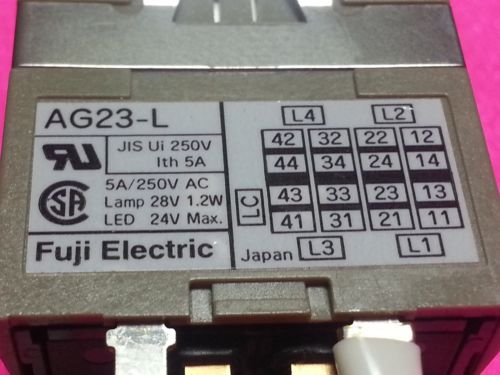 AG23-L
JIS Ui 250V
Ith 5A
5A/250V AC
Lamp 28V 1.2W
LED 24V Max.
Fuji Electric
L4 L2
42 32 22 12
44 34 24 14
43 33 23 13
41 31 21 11
LC
Japan L3 L1